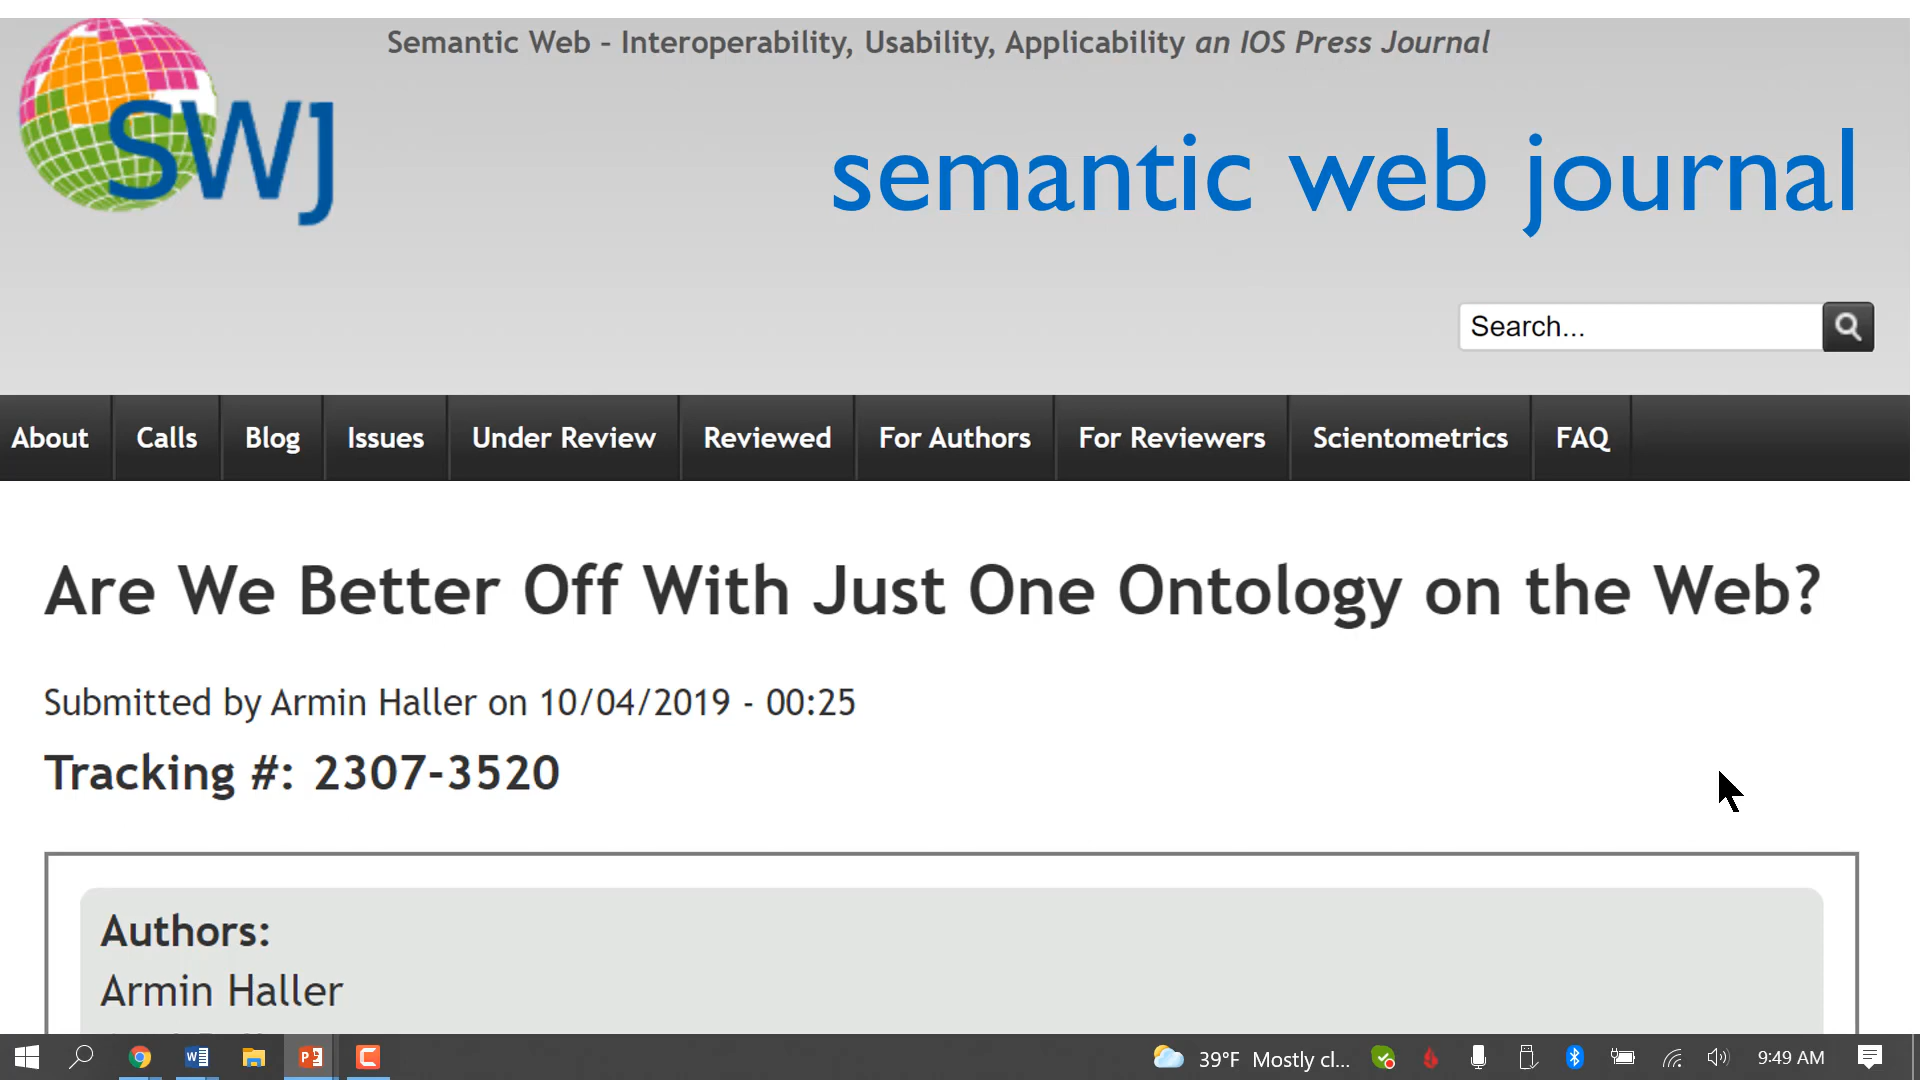 Semantic Web – Interoperability, Usability, Applicability an IOS Press Journal
SWJ
semantic web journal
Search...
About Calls Blog Issues Under Review Reviewed For Authors For Reviewers Scientometrics FAQ
Are We Better Off With Just One Ontology on the Web?
Submitted by Armin Haller on 10/04/2019 - 00:25
Tracking #: 2307-3520
Authors:
Armin Haller
39°F Mostly cl... 9:49 AM